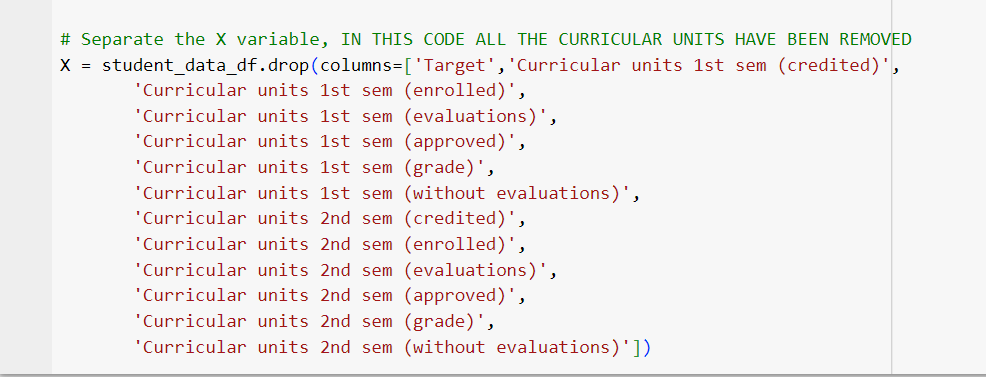 # Separate the X variable, IN THIS CODE ALL THE CURRICULAR UNITS HAVE BEEN REMOVED
X = student_data_df.drop(columns=['Target','Curricular units 1st sem (credited)',
'Curricular units 1st sem (enrolled)',
'Curricular units 1st sem (evaluations)',
'Curricular units 1st sem (approved)',
'Curricular units 1st sem (grade)',
'Curricular units 1st sem (without evaluations)',
'Curricular units 2nd sem (credited)',
'Curricular units 2nd sem (enrolled)',
'Curricular units 2nd sem (evaluations)',
'Curricular units 2nd sem (approved)',
'Curricular units 2nd sem (grade)',
'Curricular units 2nd sem (without evaluations)'])